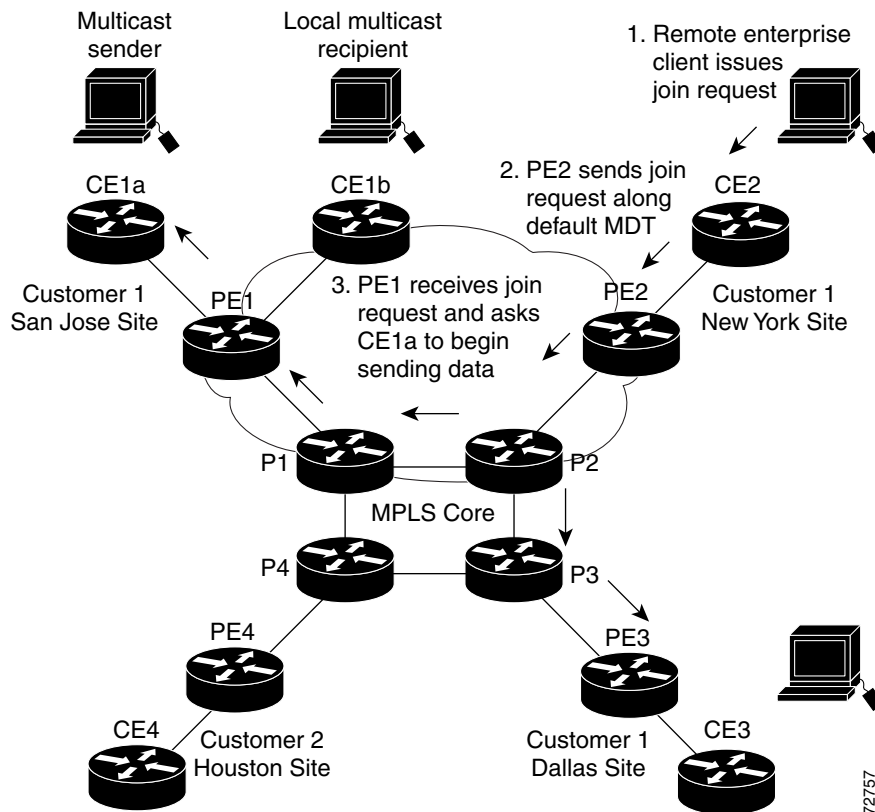 Multicast
sender
Local multicast
recipient
1. Remote enterprise
client issues
join request
CE1a
CE1b
2. PE2 sends join
request along
default MDT
CE2
Customer 1
San Jose Site
PE1
3. PE1 receives join
request and asks
CE1a to begin
sending data
PE2
Customer 1
New York Site
P1
P2
MPLS Core
P4
P3
PE4
PE3
CE4
Customer 2
Houston Site
Customer 1
Dallas Site
CE3
72757